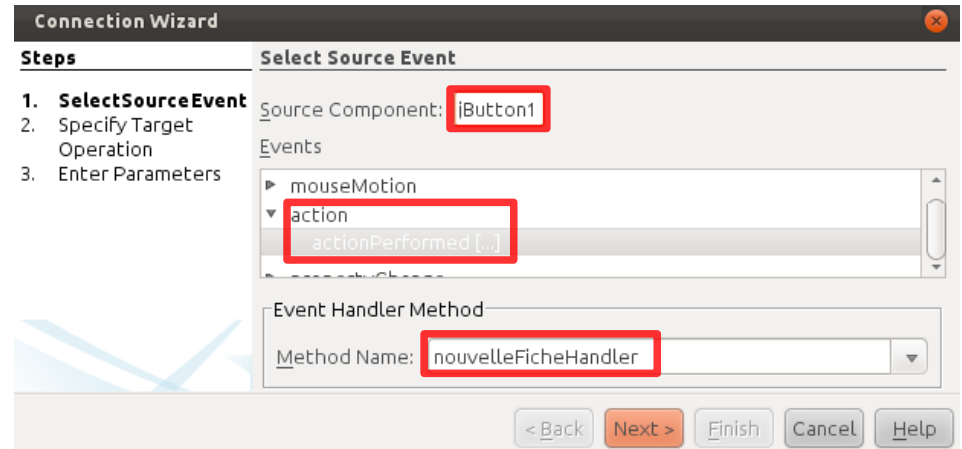 Connection Wizard
Steps
Select Source Event
1. SelectSourceEvent
2. Specify Target
Operation
3. Enter Parameters
Source Component: jButton1
Events
mouseMotion
action
actionPerformed [...]
propertyChange
Event Handler Method
Method Name: nouvelleFicheHandler
< Back Next > Finish Cancel Help